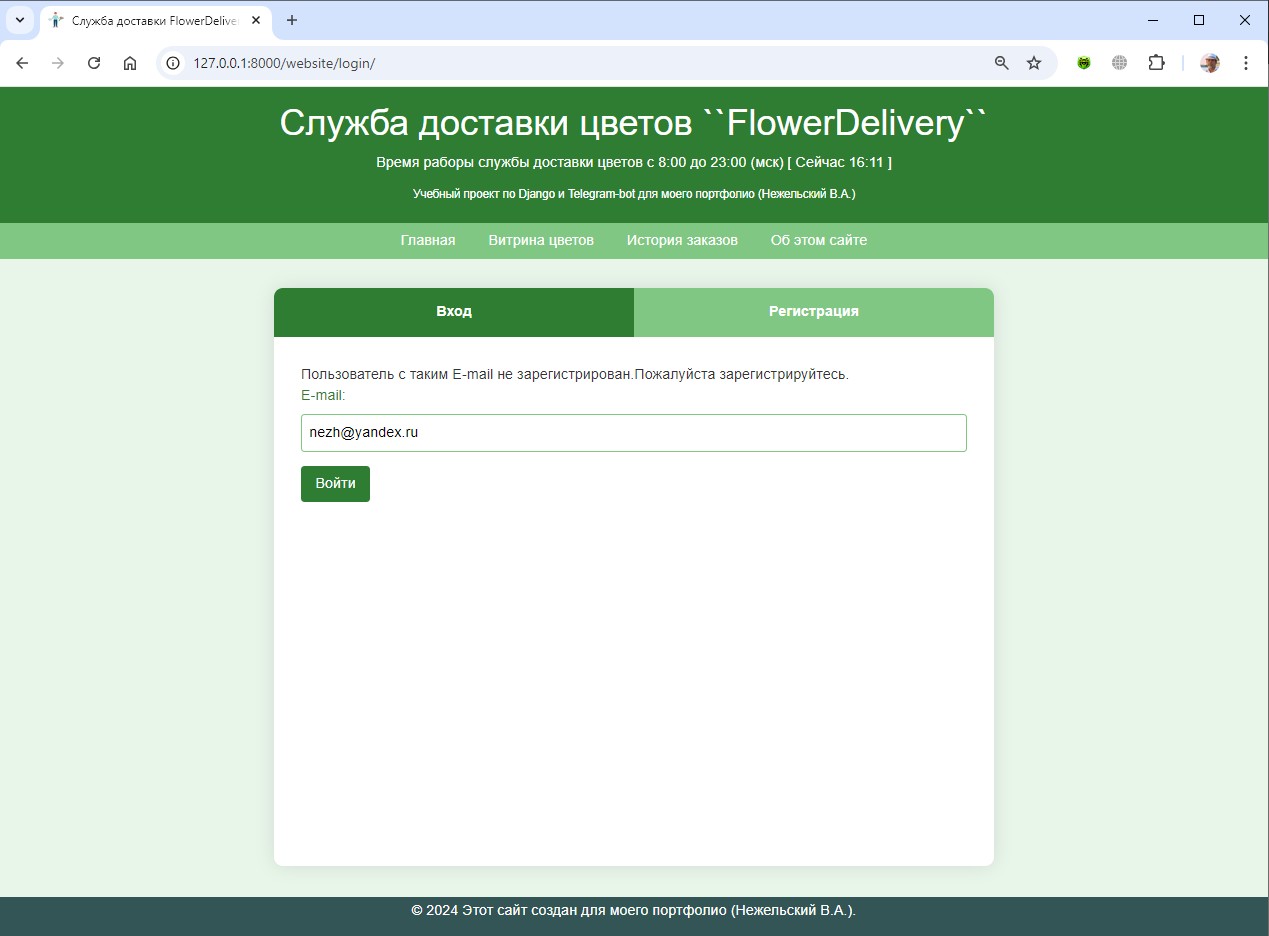 Служба доставки FlowerDelive
127.0.0.1:8000/website/login/
Служба доставки цветов ``FlowerDelivery``
Время раборы службы доставки цветов с 8:00 до 23:00 (мск) [ Сейчас 16:11 ]
Учебный проект по Django и Telegram-bot для моего портфолио (Нежельский В.А.)
Главная Витрина цветов История заказов Об этом сайте
Вход Регистрация
Пользователь с таким E-mail не зарегистрирован.Пожалуйста зарегистрируйтесь.
E-mail:
nezh@yandex.ru
Войти
© 2024 Этот сайт создан для моего портфолио (Нежельский В.А.).